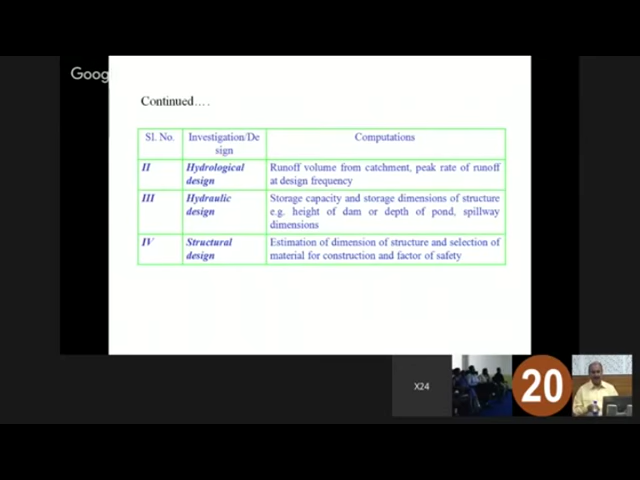 Goog
Continued….
Sl. No. Investigation/De Computations
sign
II Hydrological Runoff volume from catchment, peak rate of runoff
design at design frequency
III Hydraulic Storage capacity and storage dimensions of structure
design e.g. height of dam or depth of pond, spillway
dimensions
IV Structural Estimation of dimension of structure and selection of
design material for construction and factor of safety
X24
20